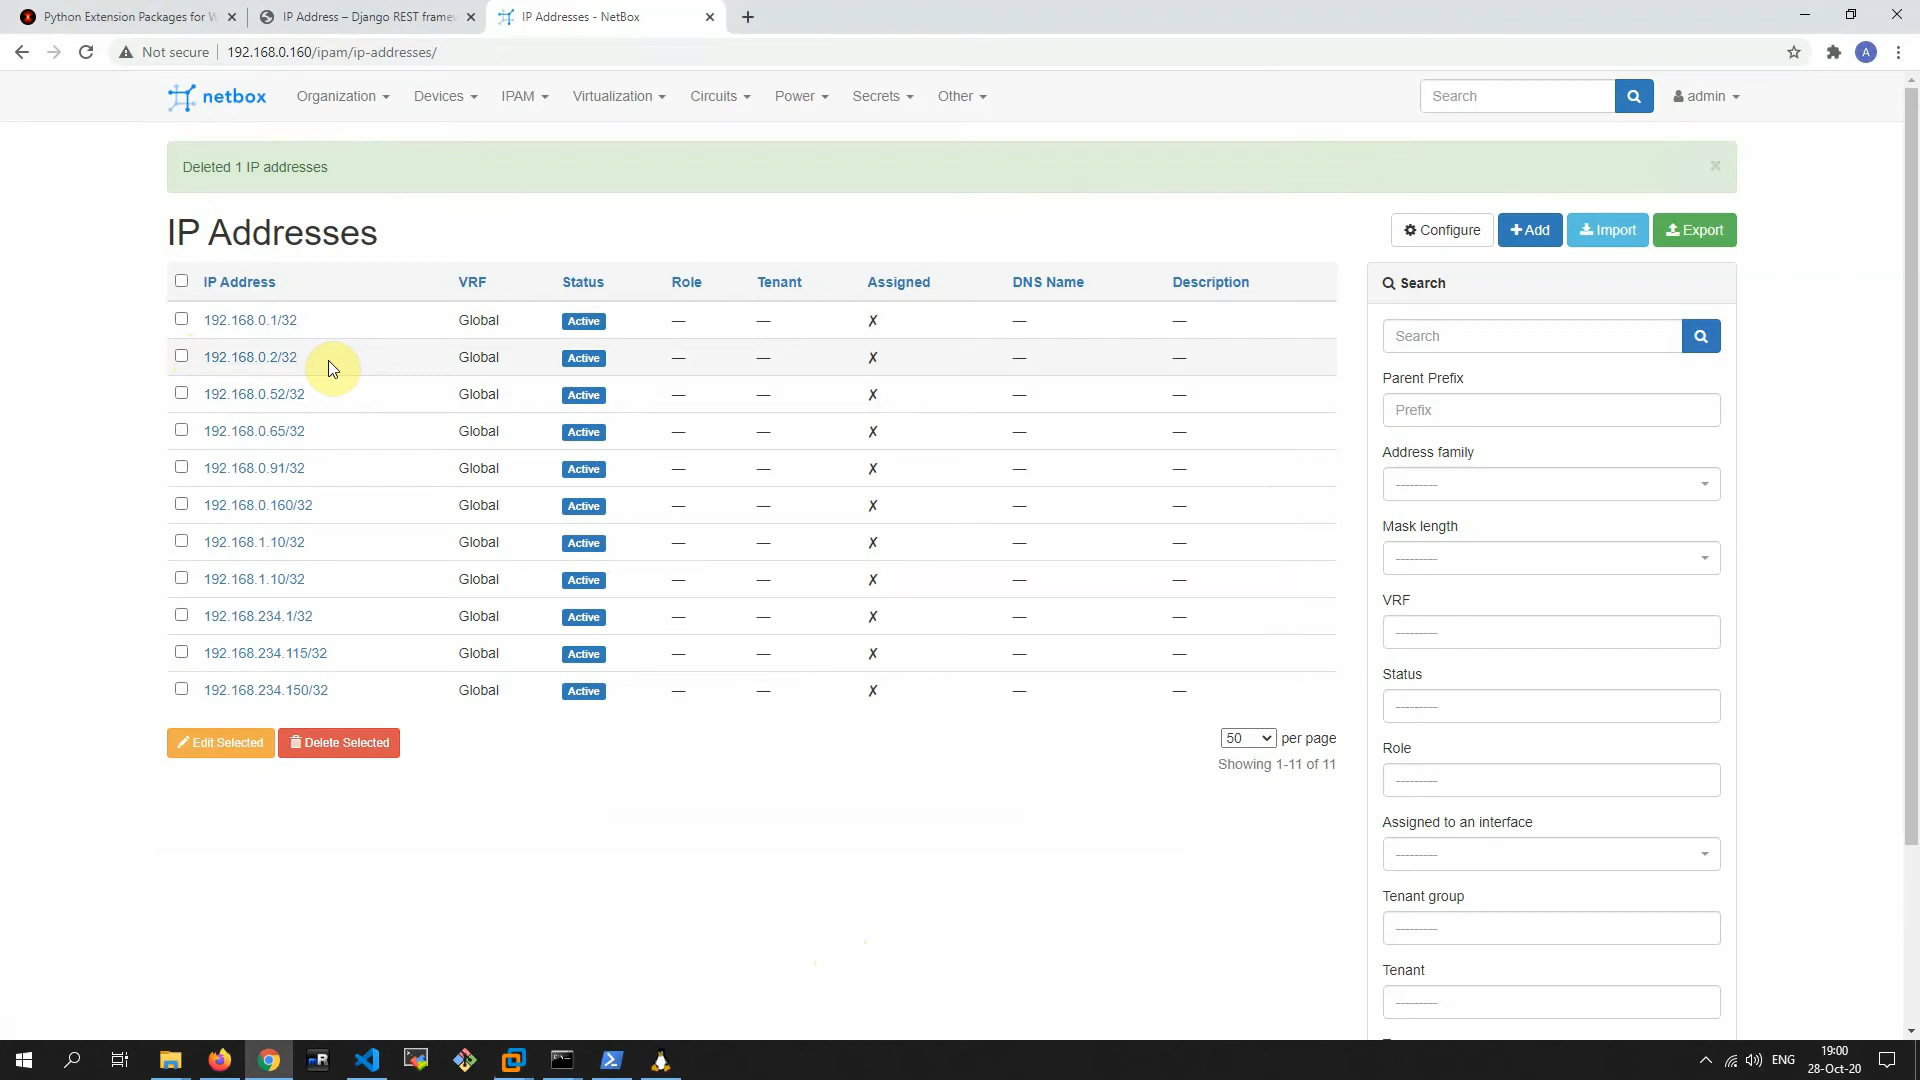 Python Extension Packages for W
IP Address – Django REST framew
IP Addresses - NetBox
Not secure
192.168.0.160/ipam/ip-addresses/
A
netbox
Organization
Devices
IPAM
Virtualization
Circuits
Power
Secrets
Other
Search
admin
Deleted 1 IP addresses
IP Addresses
Configure
Add
Import
Export
IP Address VRF Status Role Tenant Assigned DNS Name Description
192.168.0.1/32 Global Active — — ✗ — —
192.168.0.2/32 Global Active — — ✗ — —
192.168.0.52/32 Global Active — — ✗ — —
192.168.0.65/32 Global Active — — ✗ — —
192.168.0.91/32 Global Active — — ✗ — —
192.168.0.160/32 Global Active — — ✗ — —
192.168.1.10/32 Global Active — — ✗ — —
192.168.1.10/32 Global Active — — ✗ — —
192.168.234.1/32 Global Active — — ✗ — —
192.168.234.115/32 Global Active — — ✗ — —
192.168.234.150/32 Global Active — — ✗ — —
Edit Selected
Delete Selected
50 per page
Showing 1-11 of 11
Search
Search
Parent Prefix
Prefix
Address family
---------
Mask length
---------
VRF
---------
Status
---------
Role
---------
Assigned to an interface
---------
Tenant group
---------
Tenant
---------
ENG
19:00
28-Oct-20